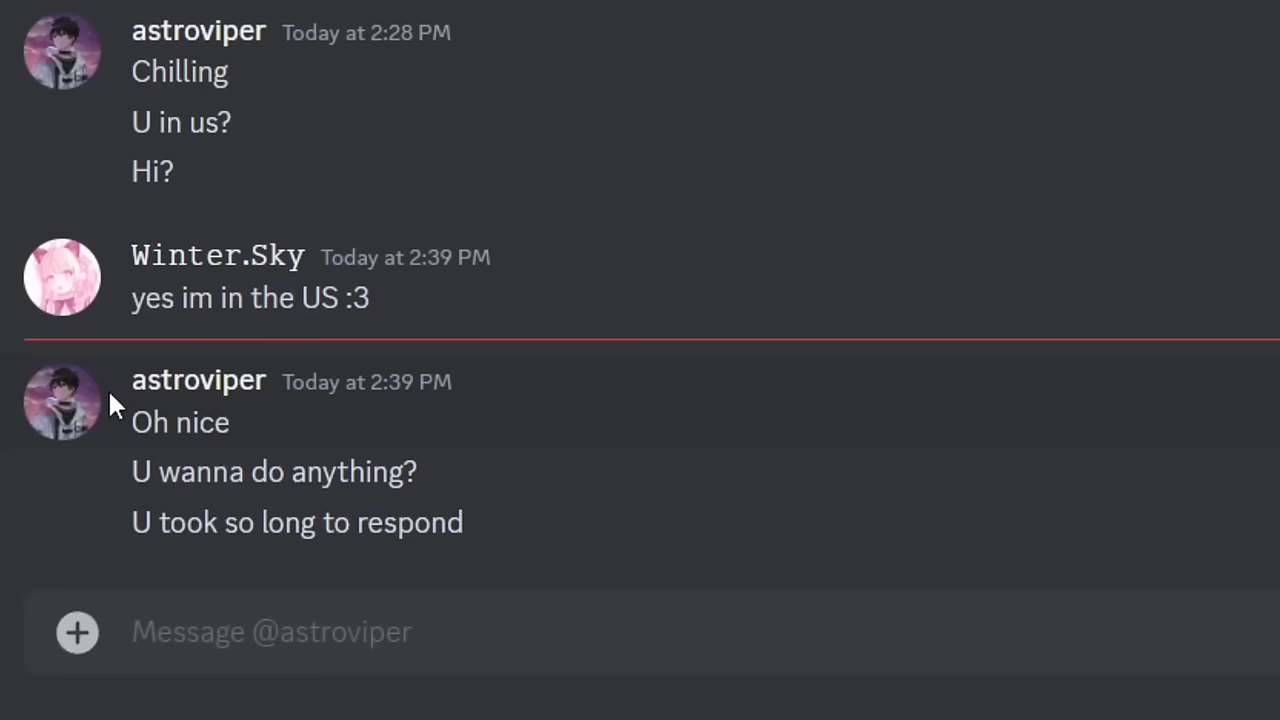 astroviper Today at 2:28 PM
Chilling
U in us?
Hi?
Winter.Sky Today at 2:39 PM
yes im in the US :3
astroviper Today at 2:39 PM
Oh nice
U wanna do anything?
U took so long to respond
Message @astroviper